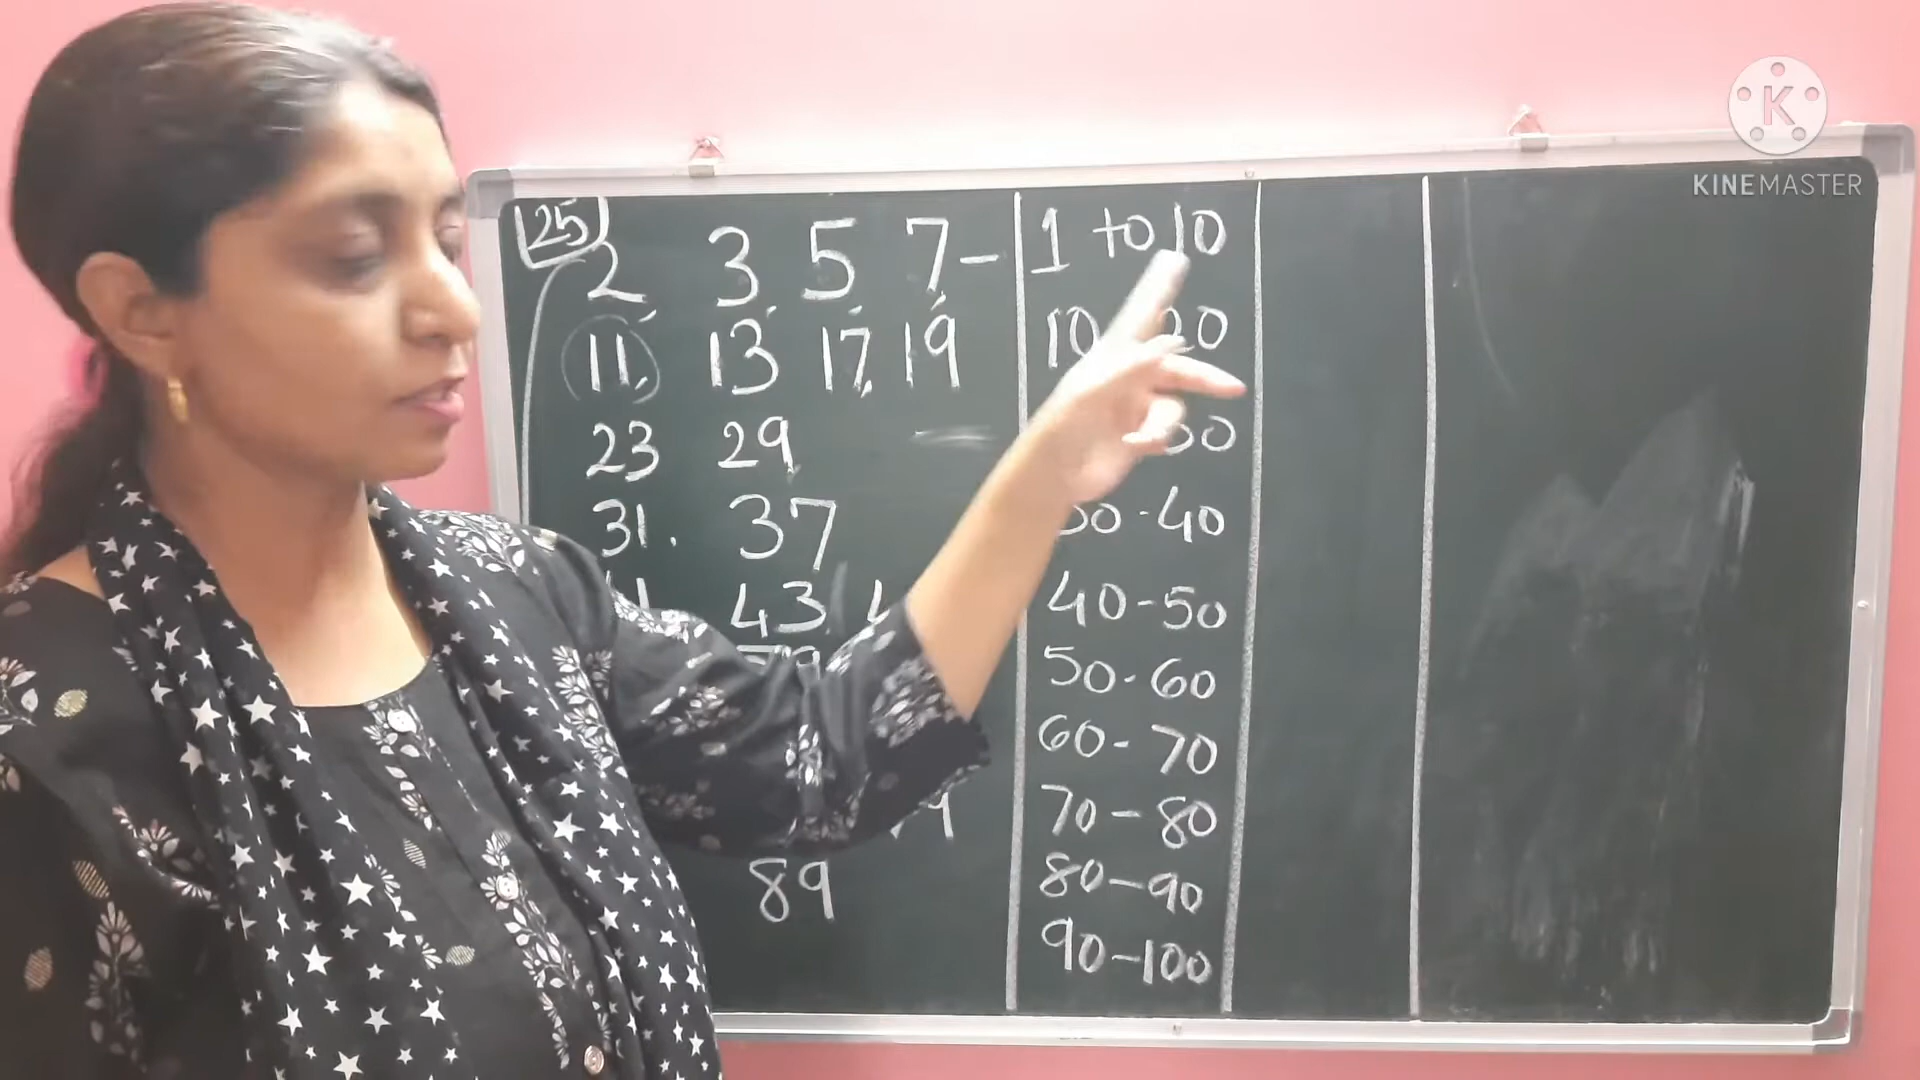 KINEMASTER
25
2 3 5 7 - 1 to 10
11, 13 17, 19 10 20
23 29
31. 37 - 40
43, 40 - 50
50 - 60
60 - 70
70 - 80
89 80 - 90
90 - 100